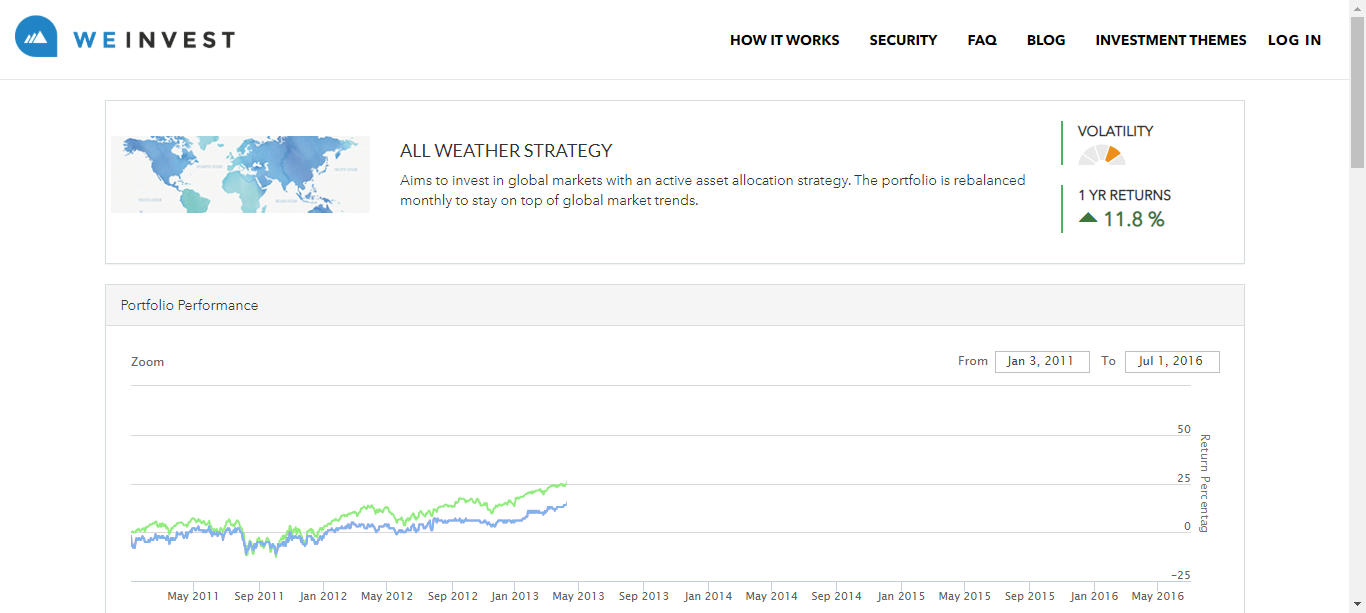 WEINVEST
HOW IT WORKS
SECURITY
FAQ
BLOG
INVESTMENT THEMES
LOG IN
ALL WEATHER STRATEGY
Aims to invest in global markets with an active asset allocation strategy. The portfolio is rebalanced
monthly to stay on top of global market trends.
VOLATILITY
1 YR RETURNS
11.8 %
Portfolio Performance
Zoom
From
Jan 3, 2011
To
Jul 1, 2016
50
25
0
-25
Return Percentag
May 2011
Sep 2011
Jan 2012
May 2012
Sep 2012
Jan 2013
May 2013
Sep 2013
Jan 2014
May 2014
Sep 2014
Jan 2015
May 2015
Sep 2015
Jan 2016
May 2016